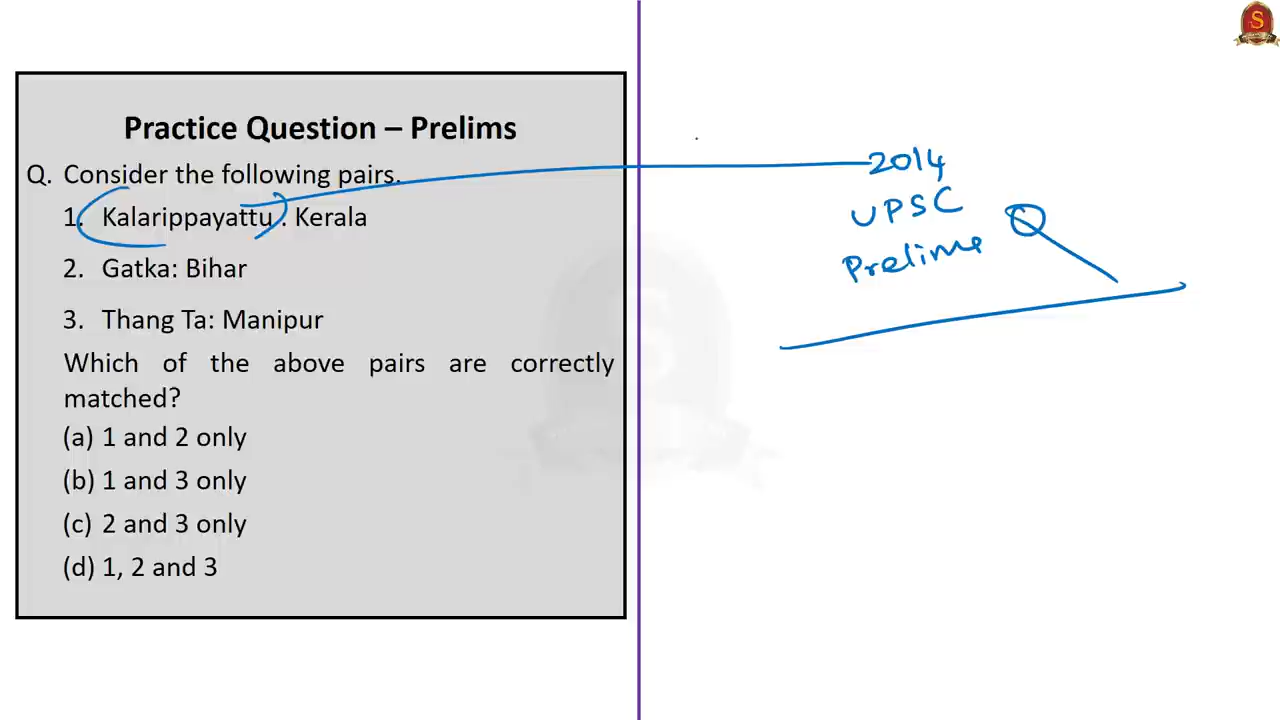 Practice Question – Prelims
Q. Consider the following pairs.
1. Kalarippayattu : Kerala
2. Gatka: Bihar
3. Thang Ta: Manipur
Which of the above pairs are correctly
matched?
(a) 1 and 2 only
(b) 1 and 3 only
(c) 2 and 3 only
(d) 1, 2 and 3
2014
UPSC
Prelims Q
S